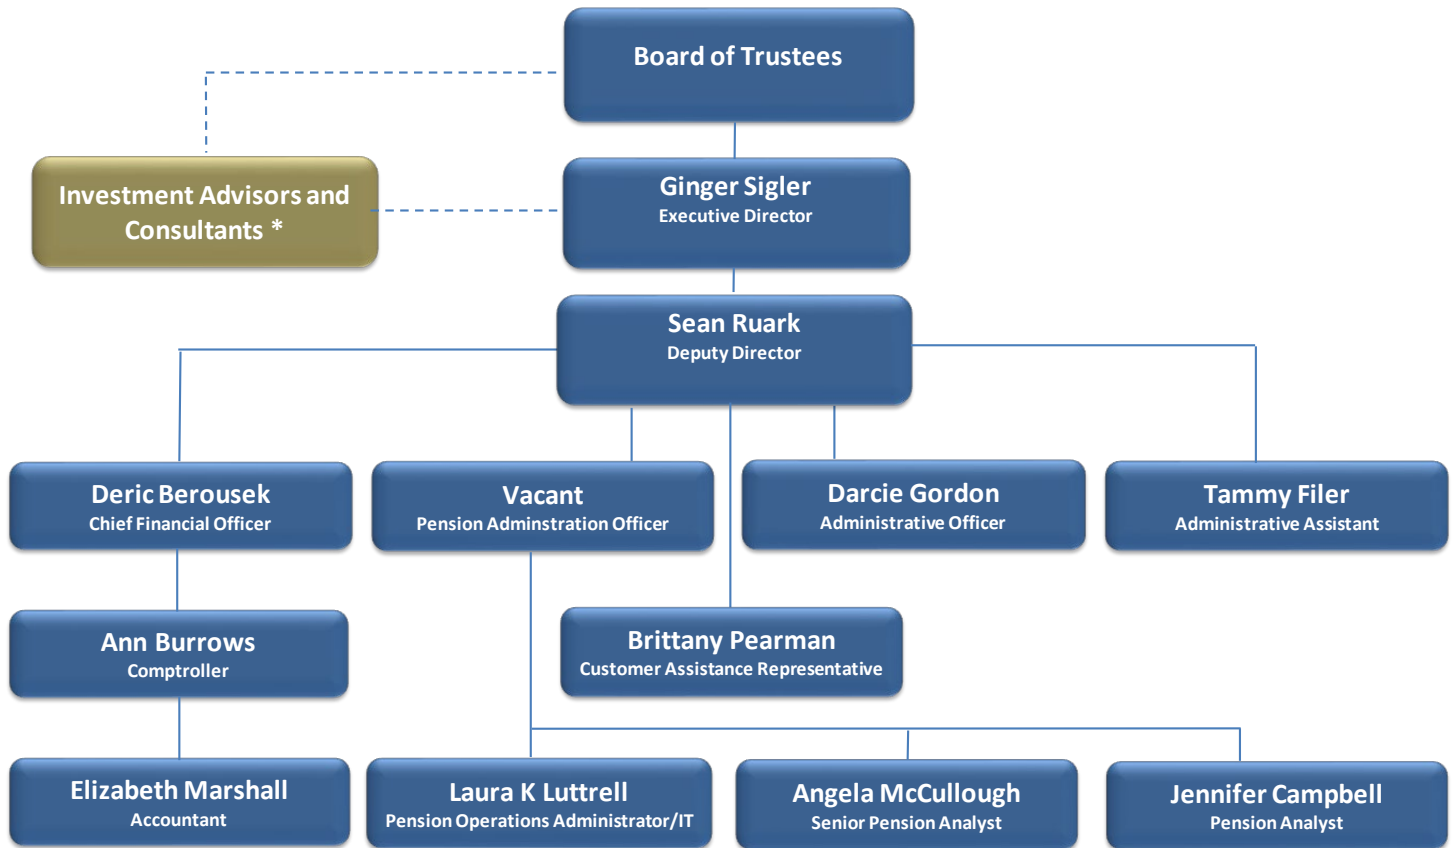 Board of Trustees
Investment Advisors and
Consultants *
Ginger Sigler
Executive Director
Sean Ruark
Deputy Director
Deric Berousek
Chief Financial Officer
Vacant
Pension Adminstration Officer
Darcie Gordon
Administrative Officer
Tammy Filer
Administrative Assistant
Ann Burrows
Comptroller
Brittany Pearman
Customer Assistance Representative
Elizabeth Marshall
Accountant
Laura K Luttrell
Pension Operations Administrator/IT
Angela McCullough
Senior Pension Analyst
Jennifer Campbell
Pension Analyst